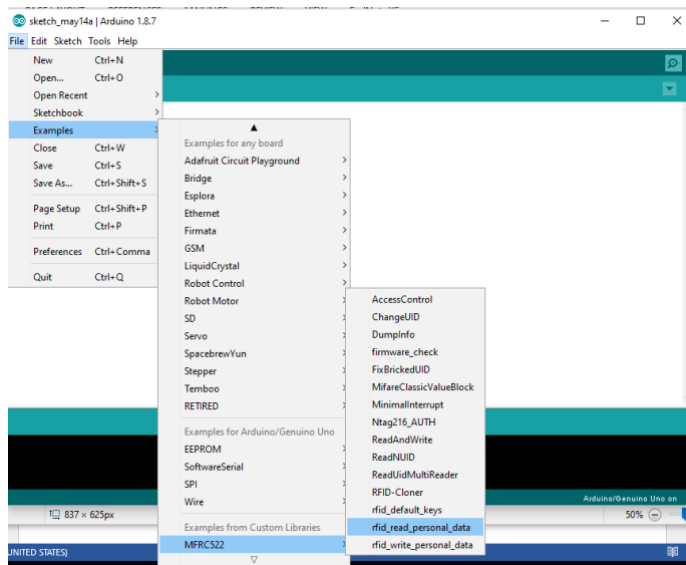 sketch_may14a | Arduino 1.8.7
File Edit Sketch Tools Help
New Ctrl+N
Open... Ctrl+O
Open Recent
Sketchbook
Examples
Close Ctrl+W
Save Ctrl+S
Save As... Ctrl+Shift+S
Page Setup Ctrl+Shift+P
Print Ctrl+P
Preferences Ctrl+Comma
Quit Ctrl+Q
Examples for any board
Adafruit Circuit Playground
Bridge
Esplora
Ethernet
Firmata
GSM
LiquidCrystal
Robot Control
Robot Motor
SD
Servo
SpacebrewYun
Stepper
Temboo
RETIRED
Examples for Arduino/Genuino Uno
EEPROM
SoftwareSerial
SPI
Wire
Examples from Custom Libraries
MFRC522
AccessControl
ChangeUID
DumpInfo
firmware_check
FixBrickedUID
MifareClassicValueBlock
MinimalInterrupt
Ntag216_AUTH
ReadAndWrite
ReadNUID
ReadUidMultiReader
RFID-Cloner
rfid_default_keys
rfid_read_personal_data
rfid_write_personal_data
Arduino/Genuino Uno on
837 × 625px
50%
UNITED STATES)